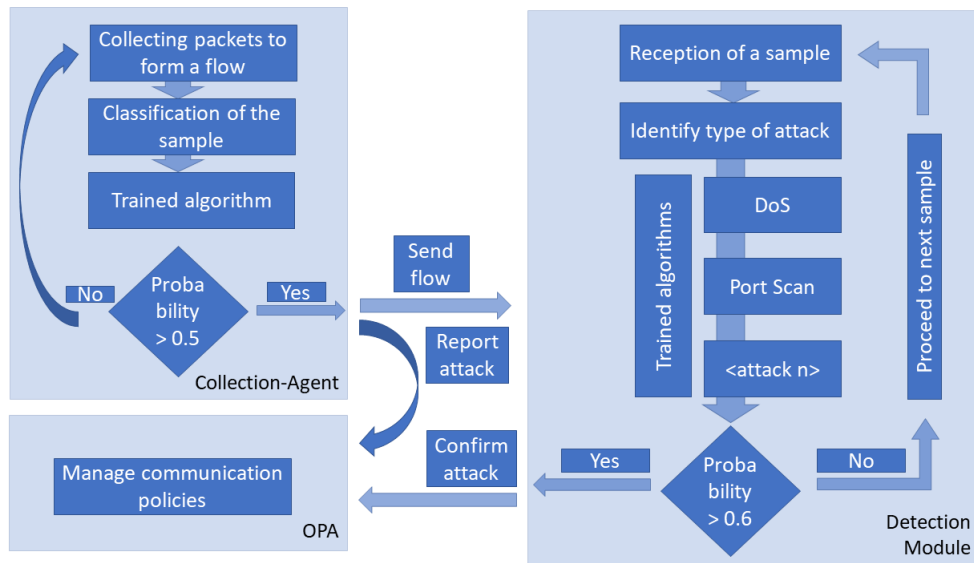 Collecting packets to
form a flow
Classification of the
sample
Trained algorithm
No
Proba
bility
> 0.5
Yes
Collection-Agent
Send
flow
Report
attack
Confirm
attack
Manage communication
policies
OPA
Reception of a sample
Identify type of attack
Trained algorithms
DoS
Port Scan
<attack n>
Proceed to next sample
Yes
Proba
bility
> 0.6
No
Detection
Module